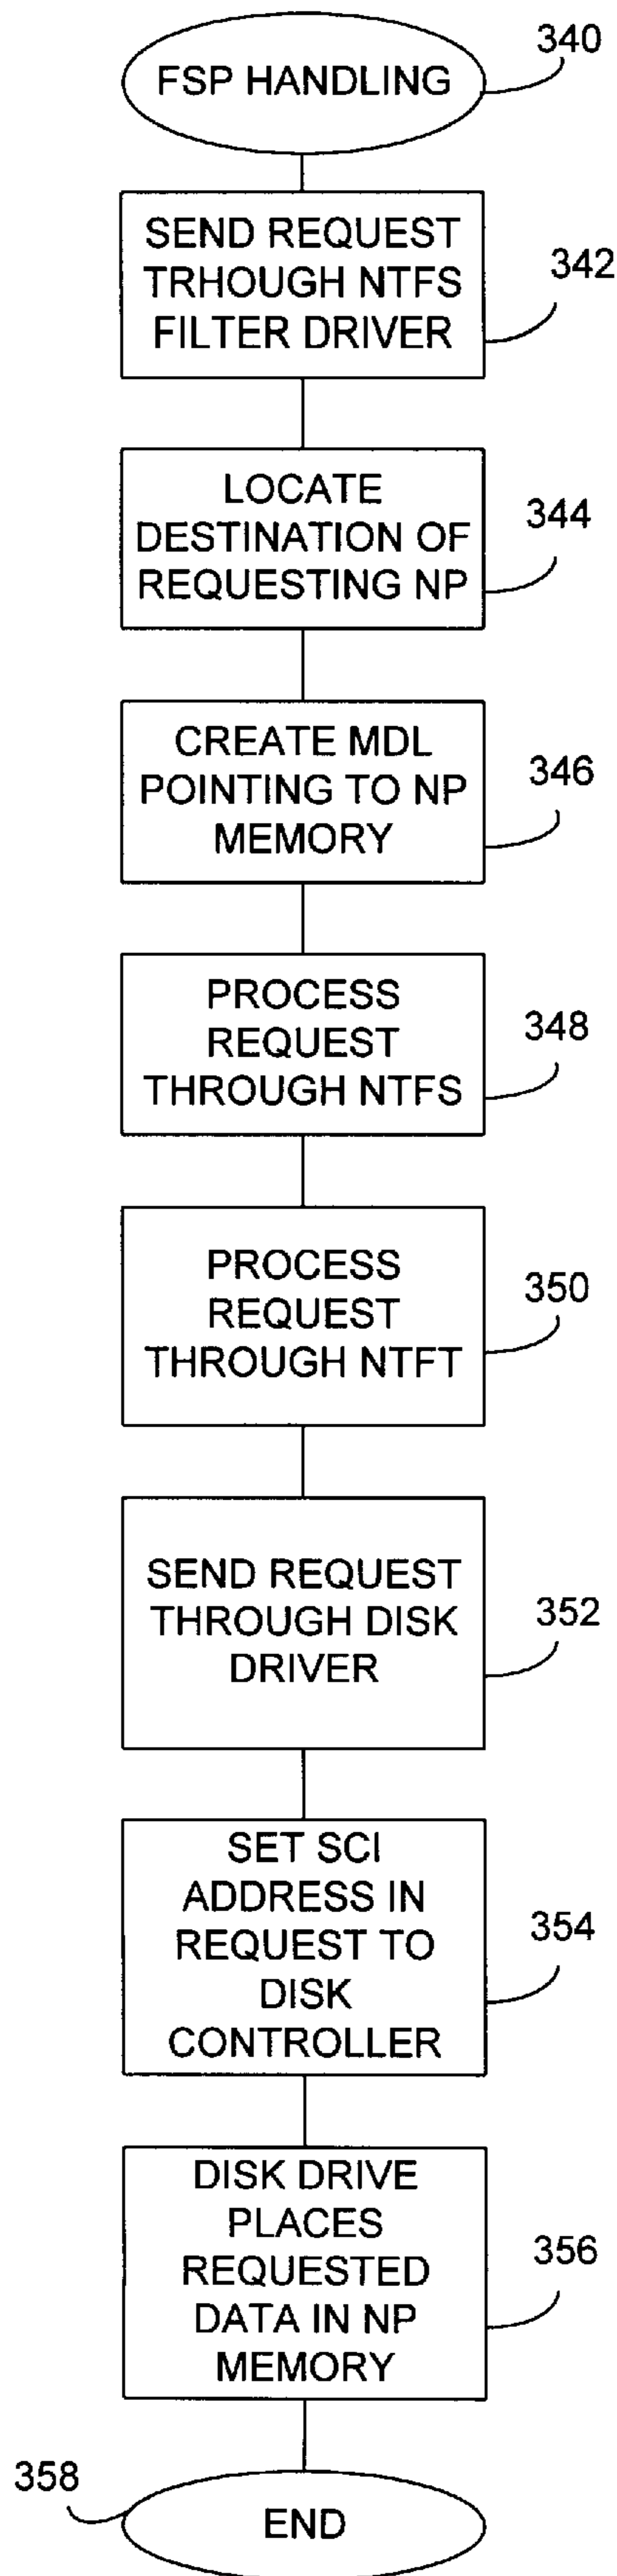 FSP HANDLING
340
SEND REQUEST
TRHOUGH NTFS
FILTER DRIVER
342
LOCATE
DESTINATION OF
REQUESTING NP
344
CREATE MDL
POINTING TO NP
MEMORY
346
PROCESS
REQUEST
THROUGH NTFS
348
PROCESS
REQUEST
THROUGH NTFT
350
SEND REQUEST
THROUGH DISK
DRIVER
352
SET SCI
ADDRESS IN
REQUEST TO
DISK
CONTROLLER
354
DISK DRIVE
PLACES
REQUESTED
DATA IN NP
MEMORY
356
358
END